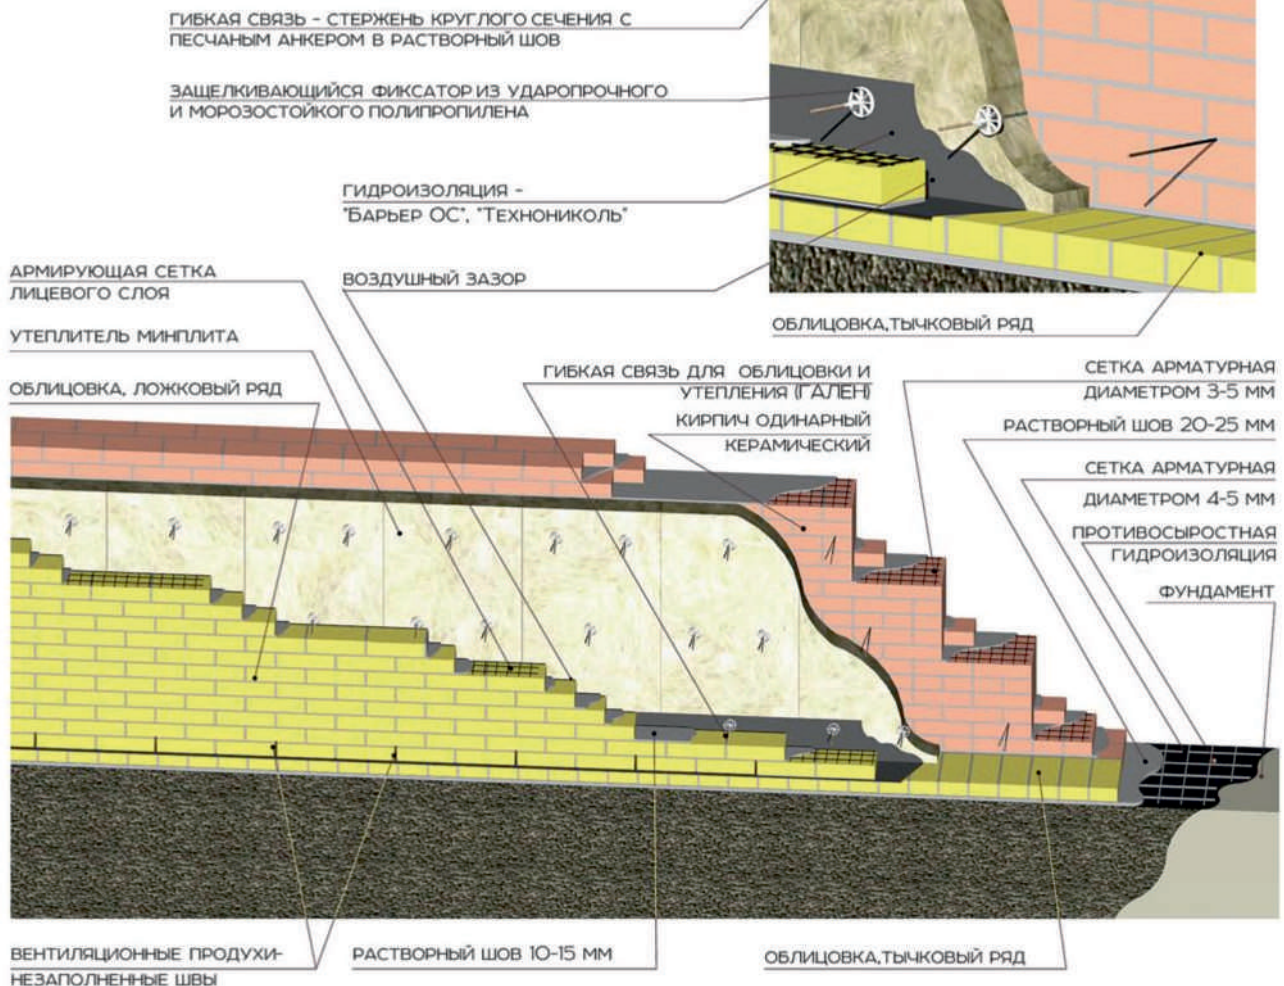 ГИБКАЯ СВЯЗЬ - СТЕРЖЕНЬ КРУГЛОГО СЕЧЕНИЯ С
ПЕСЧАНЫМ АНКЕРОМ В РАСТВОРНЫЙ ШОВ
ЗАЩЕЛКИВАЮЩИЙСЯ ФИКСАТОР ИЗ УДАРОПРОЧНОГО
И МОРОЗОСТОЙКОГО ПОЛИПРОПИЛЕНА
ГИДРОИЗОЛЯЦИЯ -
"БАРЬЕР ОС", "ТЕХНОНИКОЛЬ"
ВОЗДУШНЫЙ ЗАЗОР
ОБЛИЦОВКА,ТЫЧКОВЫЙ РЯД
АРМИРУЮЩАЯ СЕТКА
ЛИЦЕВОГО СЛОЯ
УТЕПЛИТЕЛЬ МИНПЛИТА
ОБЛИЦОВКА, ЛОЖКОВЫЙ РЯД
ГИБКАЯ СВЯЗЬ ДЛЯ ОБЛИЦОВКИ И
УТЕПЛЕНИЯ (ГАЛЕН)
КИРПИЧ ОДИНАРНЫЙ
КЕРАМИЧЕСКИЙ
СЕТКА АРМАТУРНАЯ
ДИАМЕТРОМ 3-5 ММ
РАСТВОРНЫЙ ШОВ 20-25 ММ
СЕТКА АРМАТУРНАЯ
ДИАМЕТРОМ 4-5 ММ
ПРОТИВОСЫРОСТНАЯ
ГИДРОИЗОЛЯЦИЯ
ФУНДАМЕНТ
ВЕНТИЛЯЦИОННЫЕ ПРОДУХИ-
НЕЗАПОЛНЕННЫЕ ШВЫ
РАСТВОРНЫЙ ШОВ 10-15 ММ
ОБЛИЦОВКА,ТЫЧКОВЫЙ РЯД